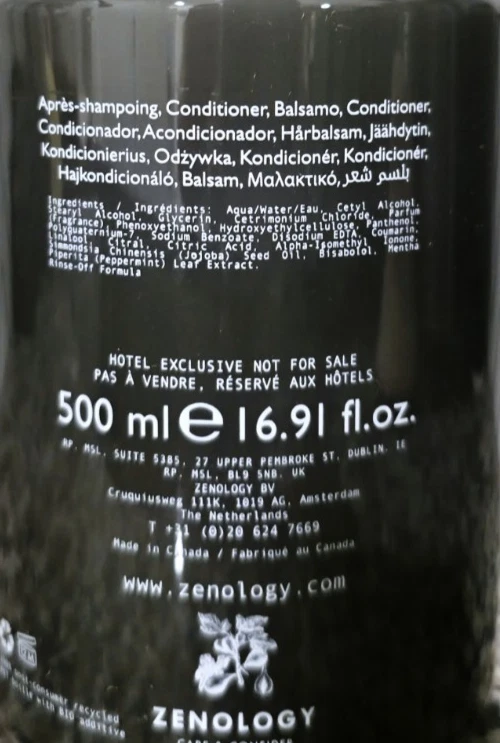 Après-shampoing, Conditioner, Balsamo, Conditioner,
Condicionador, Acondicionador, Hårbalsam, Jäähdytin,
Kondicionierius, Odżywka, Kondicionér, Kondicionér,
Hajkondicionáló, Balsam, Μαλακτικό, بلسم شعر
Ingredients / Ingrédients: Aqua/Water/Eau, Cetyl Alcohol,
Stearyl Alcohol, Glycerin, Cetrimonium Chloride, Parfum
(Fragrance), Phenoxyethanol, Hydroxyethylcellulose, Panthenol,
Polyquaternium-7, Sodium Benzoate, Disodium EDTA, Coumarin,
Linalool, Citral, Citric Acid, Alpha-Isomethyl Ionone,
Simmondsia Chinensis (Jojoba) Seed Oil, Bisabolol, Mentha
Piperita (Peppermint) Leaf Extract.
Rinse-Off Formula
HOTEL EXCLUSIVE NOT FOR SALE
PAS À VENDRE, RÉSERVÉ AUX HÔTELS
500 ml e 16.91 fl.oz.
RP. MSL. SUITE 5385, 27 UPPER PEMBROKE ST. DUBLIN. IE
RP. MSL. BL9 5NB. UK
ZENOLOGY BV
Cruquiusweg 111K, 1019 AG, Amsterdam
The Netherlands
T +31 (0)20 624 7669
Made in Canada / Fabriqué au Canada
www.zenology.com
post-consumer recycled
with BIO additive
ZENOLOGY